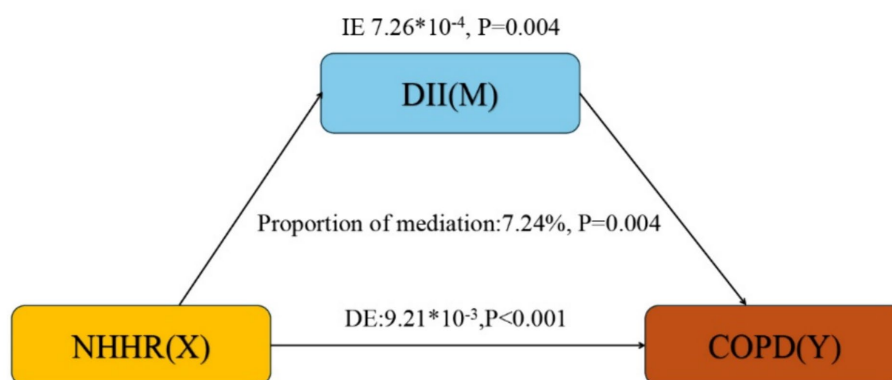 IE 7.26*10⁻⁴, P=0.004
DII(M)
Proportion of mediation:7.24%, P=0.004
DE:9.21*10⁻³,P<0.001
NHHR(X)
COPD(Y)